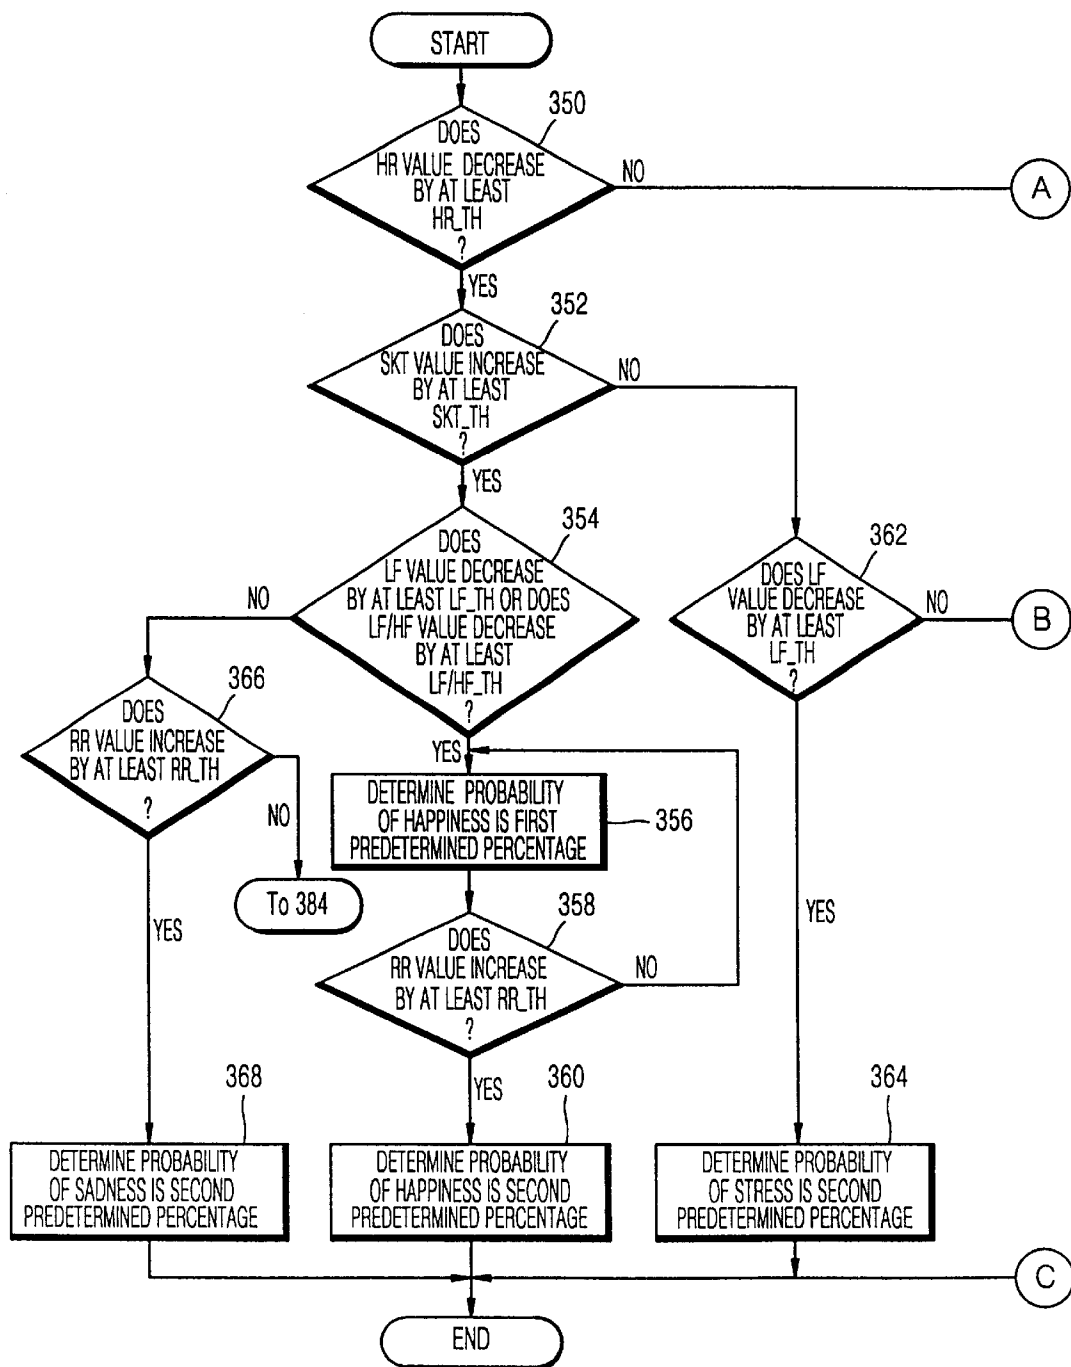 START
350
DOES
HR VALUE DECREASE
BY AT LEAST
HR_TH
?
NO
A
YES
352
DOES
SKT VALUE INCREASE
BY AT LEAST
SKT_TH
?
NO
YES
354
DOES
LF VALUE DECREASE
BY AT LEAST LF_TH OR DOES
LF/HF VALUE DECREASE
BY AT LEAST
LF/HF_TH
?
NO
YES
362
DOES LF
VALUE DECREASE
BY AT LEAST
LF_TH
?
NO
B
YES
366
DOES
RR VALUE INCREASE
BY AT LEAST RR_TH
?
NO
To 384
YES
DETERMINE PROBABILITY
OF HAPPINESS IS FIRST
PREDETERMINED PERCENTAGE
356
358
DOES
RR VALUE INCREASE
BY AT LEAST RR_TH
?
NO
YES
368
DETERMINE PROBABILITY
OF SADNESS IS SECOND
PREDETERMINED PERCENTAGE
360
DETERMINE PROBABILITY
OF HAPPINESS IS SECOND
PREDETERMINED PERCENTAGE
364
DETERMINE PROBABILITY
OF STRESS IS SECOND
PREDETERMINED PERCENTAGE
C
END